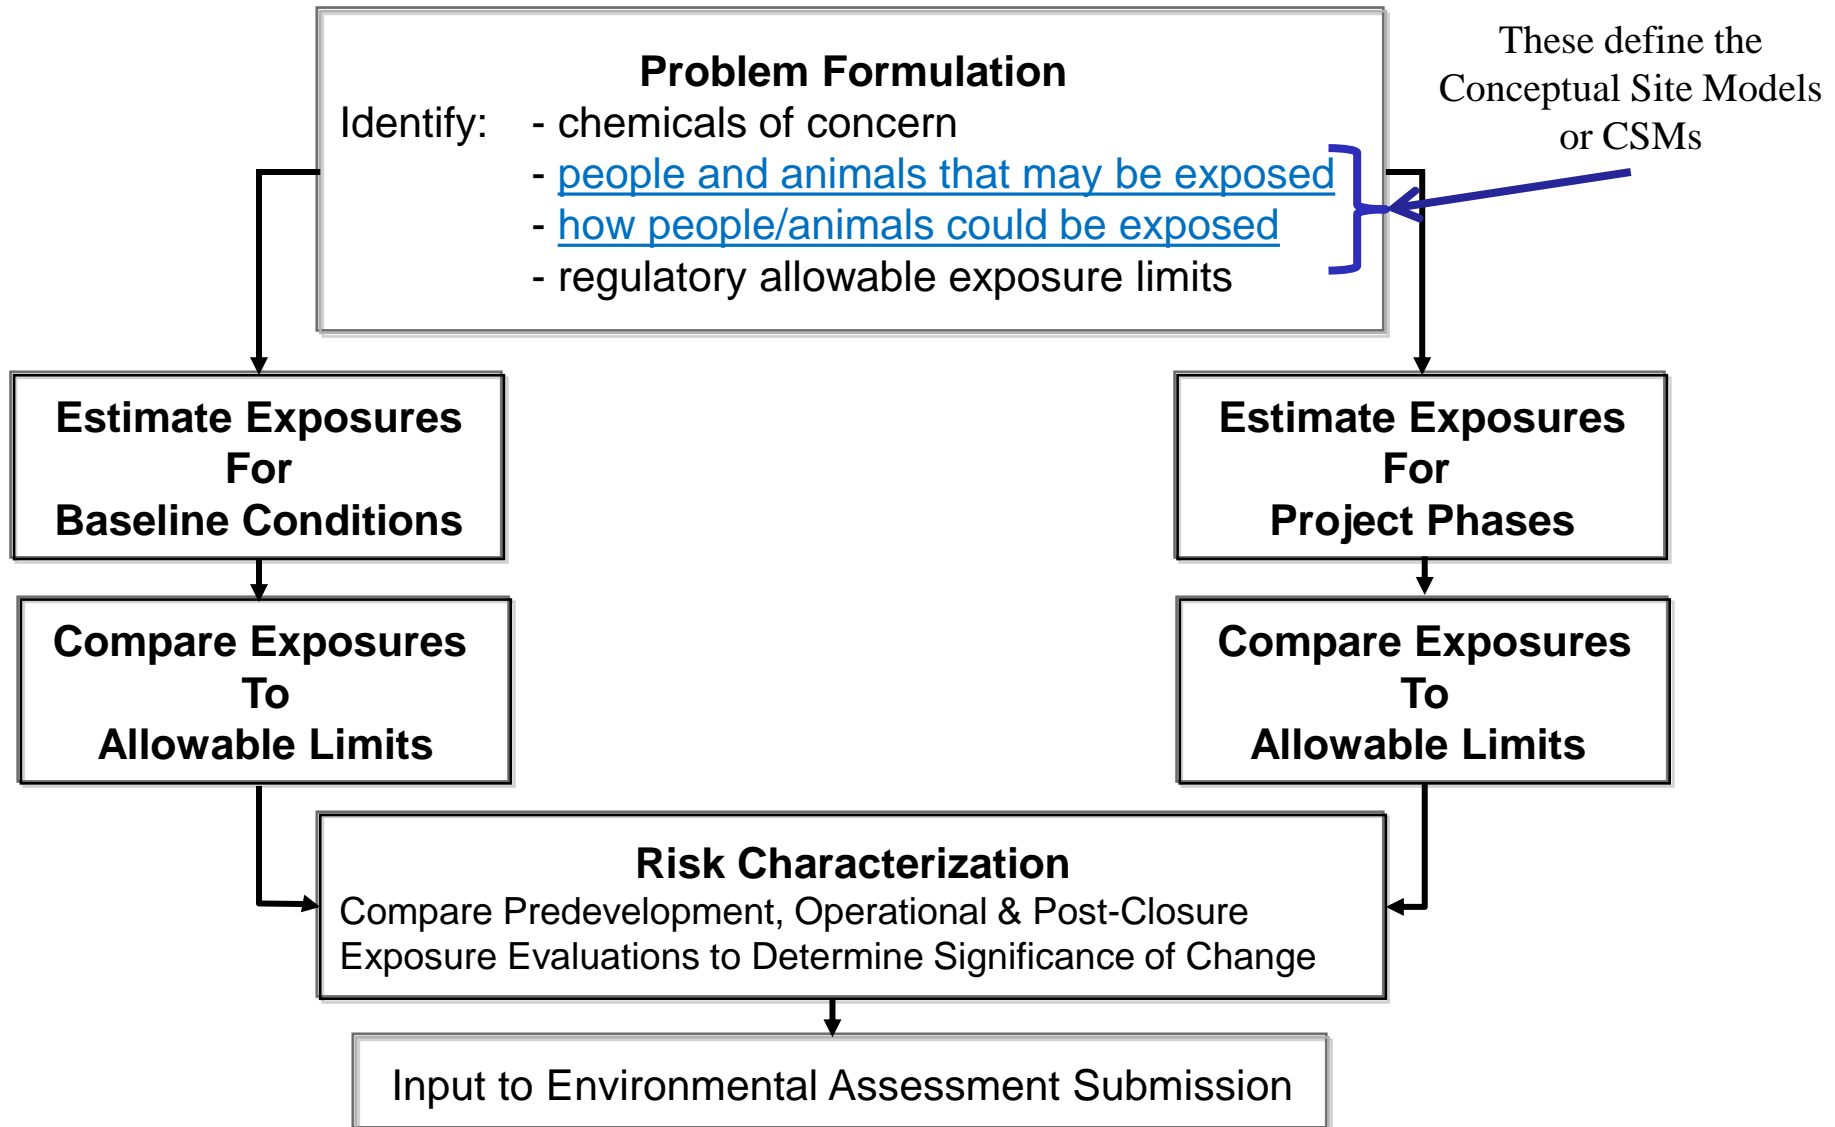 Problem Formulation
Identify: - chemicals of concern
- people and animals that may be exposed
- how people/animals could be exposed
- regulatory allowable exposure limits
These define the
Conceptual Site Models
or CSMs
Estimate Exposures
For
Baseline Conditions
Estimate Exposures
For
Project Phases
Compare Exposures
To
Allowable Limits
Compare Exposures
To
Allowable Limits
Risk Characterization
Compare Predevelopment, Operational & Post-Closure
Exposure Evaluations to Determine Significance of Change
Input to Environmental Assessment Submission